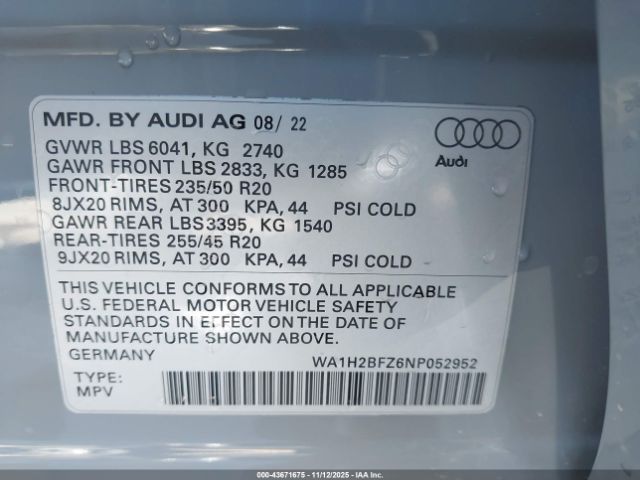 MFD. BY AUDI AG 08/ 22
GVWR LBS 6041, KG 2740
GAWR FRONT LBS 2833, KG 1285
FRONT-TIRES 235/50 R20
8JX20 RIMS, AT 300 KPA, 44 PSI COLD
GAWR REAR LBS3395, KG 1540
REAR-TIRES 255/45 R20
9JX20 RIMS, AT 300 KPA, 44 PSI COLD
Audi
THIS VEHICLE CONFORMS TO ALL APPLICABLE
U.S. FEDERAL MOTOR VEHICLE SAFETY
STANDARDS IN EFFECT ON THE DATE OF
MANUFACTURE SHOWN ABOVE.
GERMANY WA1H2BFZ6NP052952
TYPE:
MPV
000-43671675 - 11/12/2025 - IAA Inc.